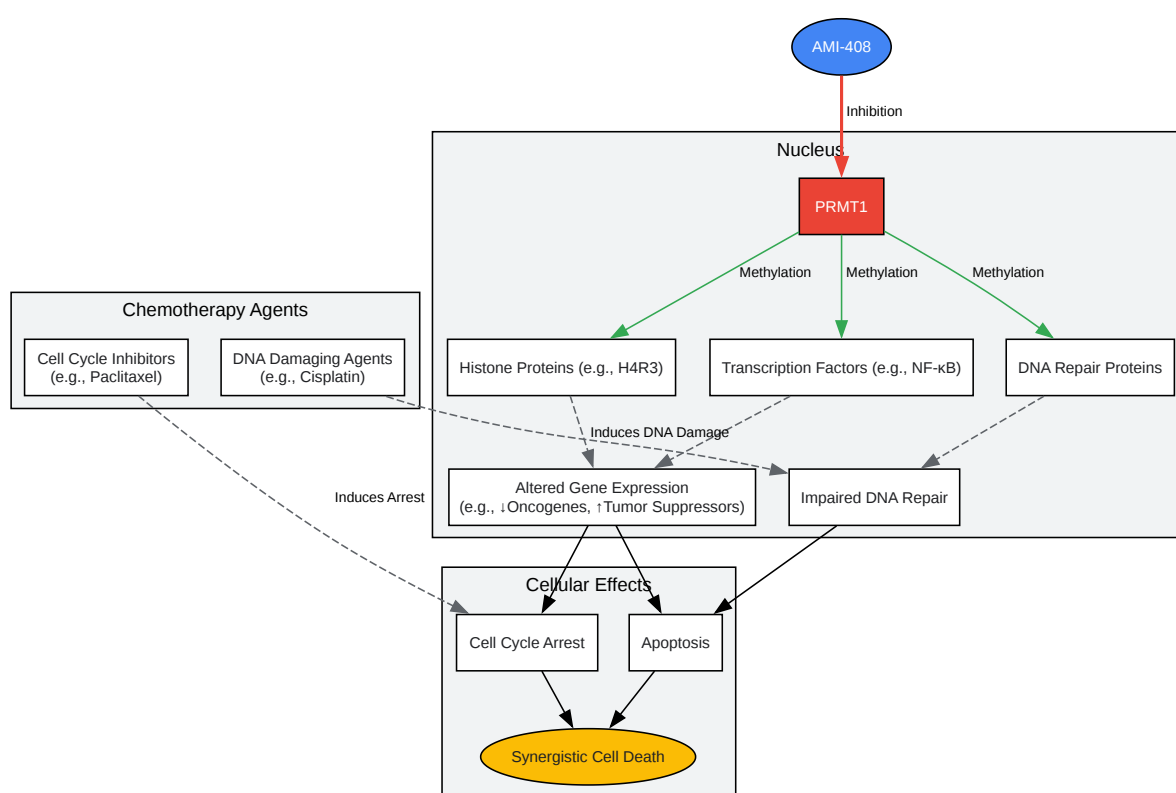 AMI-408
Inhibition
Nucleus
PRMT1
Methylation
Methylation
Methylation
Chemotherapy Agents
Cell Cycle Inhibitors
(e.g., Paclitaxel)
DNA Damaging Agents
(e.g., Cisplatin)
Histone Proteins (e.g., H4R3)
Transcription Factors (e.g., NF-κB)
DNA Repair Proteins
Induces DNA Damage
Induces Arrest
Altered Gene Expression
(e.g., ↓Oncogenes, ↑Tumor Suppressors)
Impaired DNA Repair
Cellular Effects
Cell Cycle Arrest
Apoptosis
Synergistic Cell Death